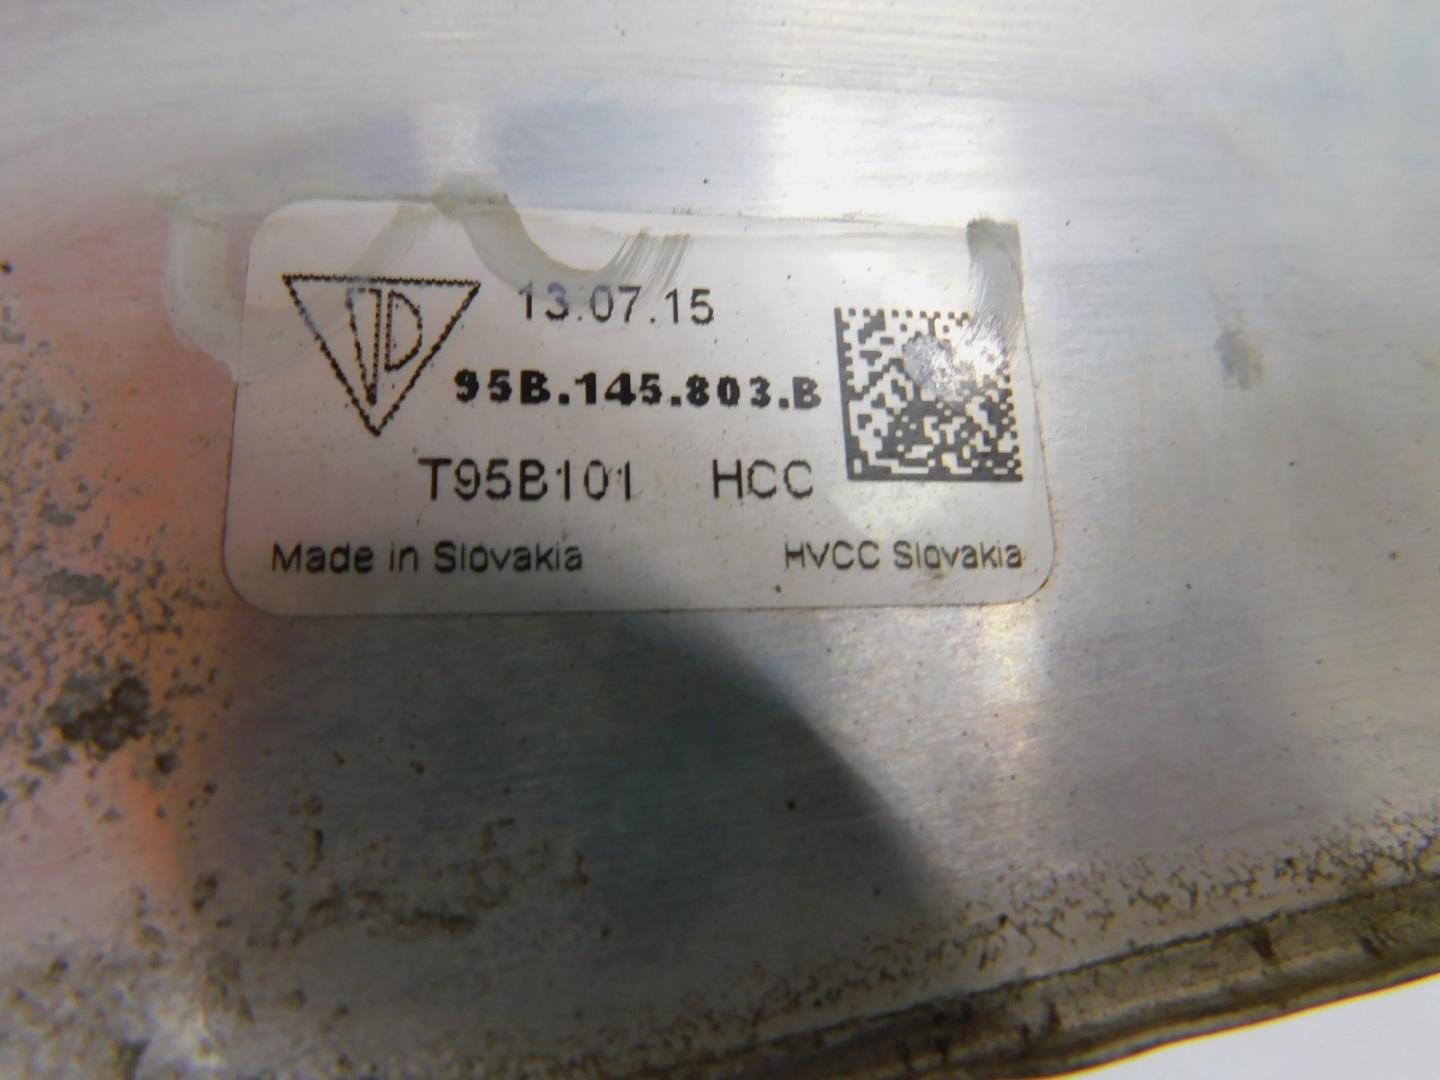 13.07.15
95B.145.803.B
T95B101 HCC
Made in Slovakia HVCC Slovakia